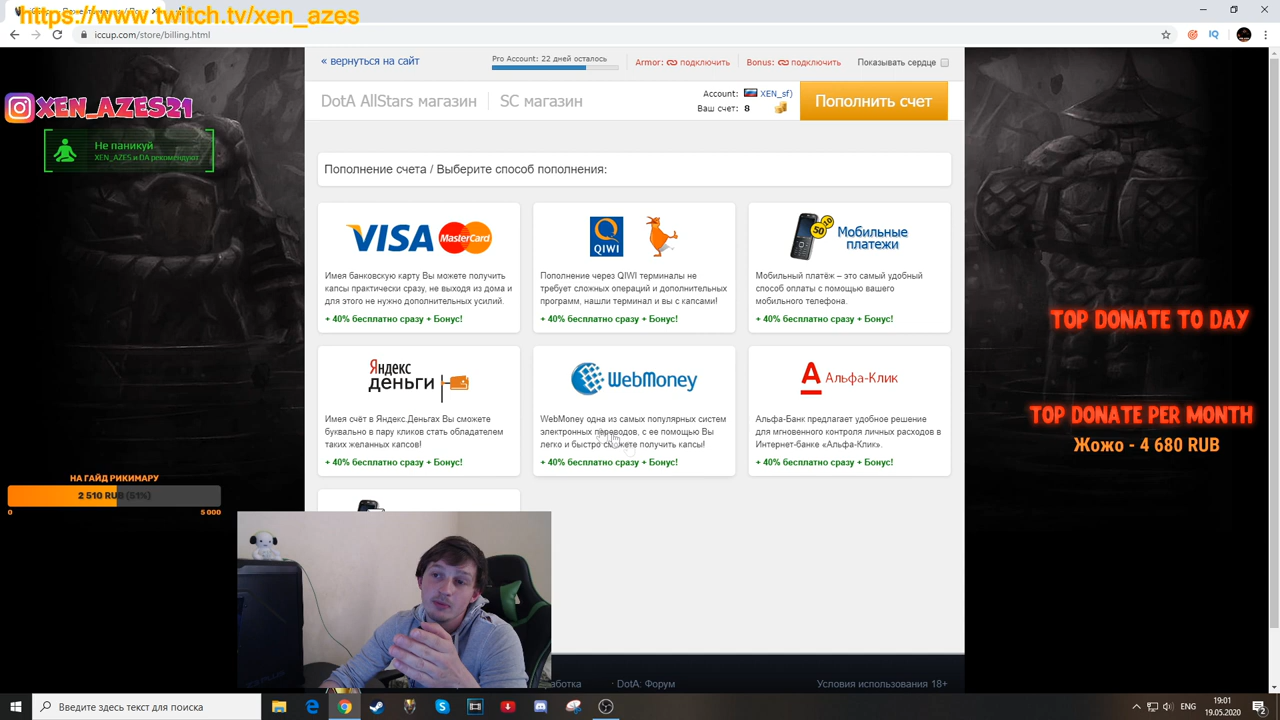 https://www.twitch.tv/xen_azes
iccup.com/store/billing.html
IQ
« вернуться на сайт
Pro Account: 22 дней осталось
Armor: подключить
Bonus: подключить
Показывать сердце
DotA AllStars магазин
SC магазин
Account: XEN_sf)
Ваш счет: 8
Пополнить счет
XEN_AZES21
Не паникуй
XEN_AZES и DA рекомендуют
Пополнение счета / Выберите способ пополнения:
VISA MasterCard
Имея банковскую карту Вы можете получить
капсы практически сразу, не выходя из дома и
для этого не нужно дополнительных усилий.
+ 40% бесплатно сразу + Бонус!
QIWI
Пополнение через QIWI терминалы не
требует сложных операций и дополнительных
программ, нашли терминал и вы с капсами!
+ 40% бесплатно сразу + Бонус!
50 10
Мобильные
платежи
Мобильный платёж – это самый удобный
способ оплаты с помощью вашего
мобильного телефона.
+ 40% бесплатно сразу + Бонус!
Яндекс
деньги
Имея счёт в Яндекс.Деньгах Вы сможете
буквально в пару кликов стать обладателем
таких желанных капсов!
+ 40% бесплатно сразу + Бонус!
WebMoney
WebMoney одна из самых популярных систем
электронных переводов, с ее помощью Вы
легко и быстро сможете получить капсы!
+ 40% бесплатно сразу + Бонус!
Альфа-Клик
Альфа-Банк предлагает удобное решение
для мгновенного контроля личных расходов в
Интернет-банке «Альфа-Клик».
+ 40% бесплатно сразу + Бонус!
TOP DONATE TO DAY
TOP DONATE PER MONTH
Жожо - 4 680 RUB
НА ГАЙД РИКИМАРУ
2 510 RUB (51%)
0
5 000
· DotA: Форум
Условия использования 18+
Введите здесь текст для поиска
ENG
19:01
19.05.2020
2